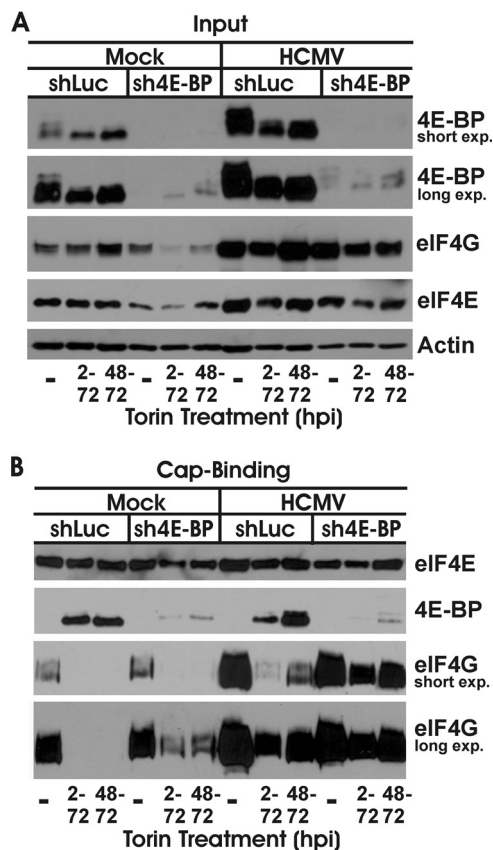 A
Input
Mock HCMV
shLuc sh4E-BP shLuc sh4E-BP
4E-BP
short exp.
4E-BP
long exp.
eIF4G
eIF4E
Actin
- 2-72 48-72 - 2-72 48-72 - 2-72 48-72 - 2-72 48-72
Torin Treatment (hpi)
B
Cap-Binding
Mock HCMV
shLuc sh4E-BP shLuc sh4E-BP
eIF4E
4E-BP
eIF4G
short exp.
eIF4G
long exp.
- 2-72 48-72 - 2-72 48-72 - 2-72 48-72 - 2-72 48-72
Torin Treatment (hpi)